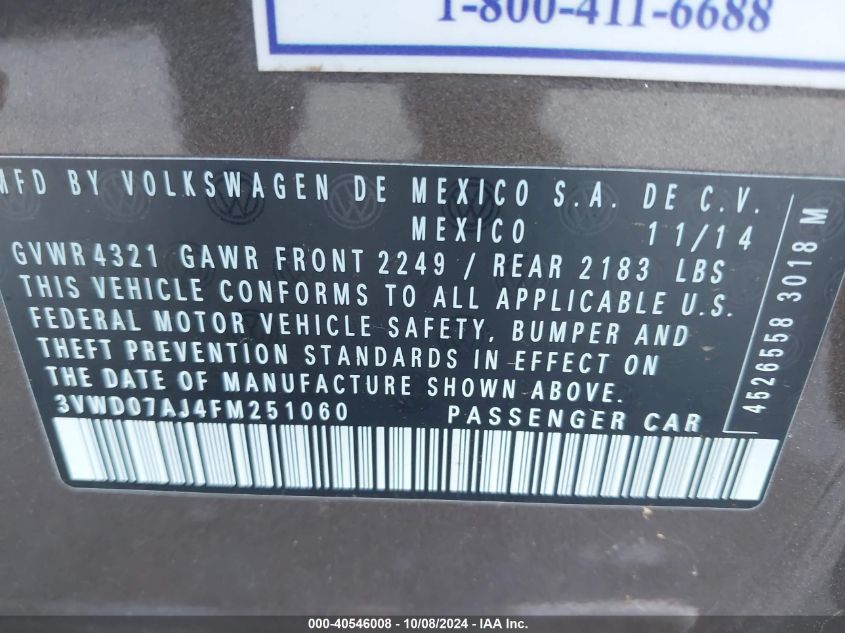 1-800-411-6688
MFD BY VOLKSWAGEN DE MEXICO S.A. DE C.V.
MEXICO 11/14
GVWR 4321 GAWR FRONT 2249 / REAR 2183 LBS
THIS VEHICLE CONFORMS TO ALL APPLICABLE U.S.
FEDERAL MOTOR VEHICLE SAFETY, BUMPER AND
THEFT PREVENTION STANDARDS IN EFFECT ON
THE DATE OF MANUFACTURE SHOWN ABOVE.
3VWD07AJ4FM251060 PASSENGER CAR
4526558 3018 M
000-40546008 - 10/08/2024 - IAA Inc.